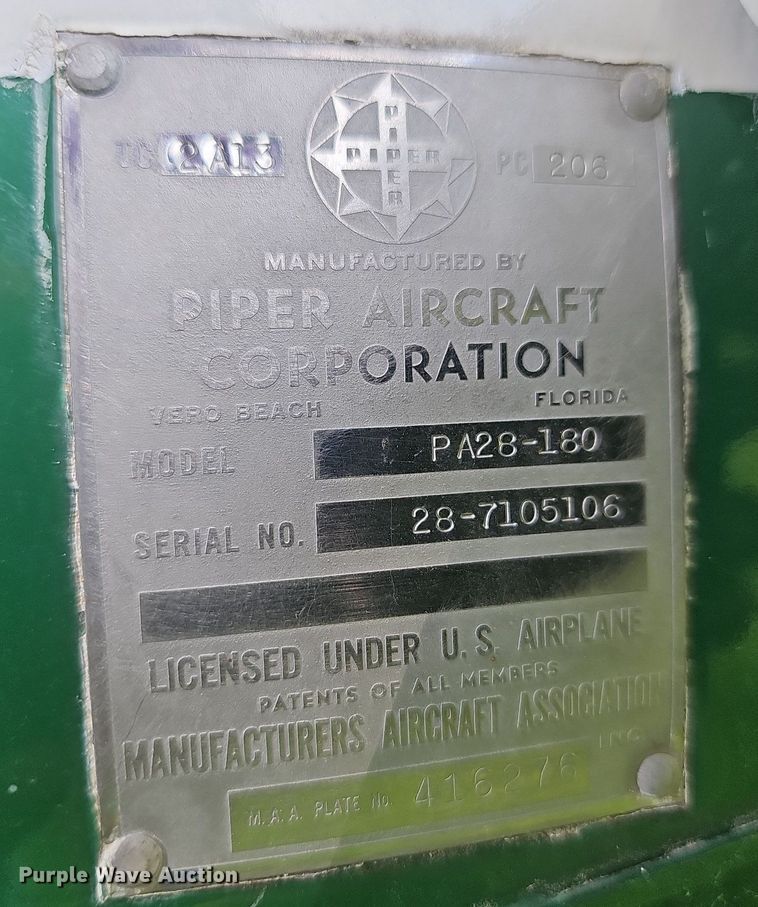 PIPER
PIPER
TC 2A13
PC 206
MANUFACTURED BY
PIPER AIRCRAFT
CORPORATION
VERO BEACH FLORIDA
MODEL PA28-180
SERIAL NO. 28-7105106
LICENSED UNDER U.S. AIRPLANE
PATENTS OF ALL MEMBERS
MANUFACTURERS AIRCRAFT ASSOCIATION
INC.
M.A.A. PLATE No. 416276
Purple Wave Auction